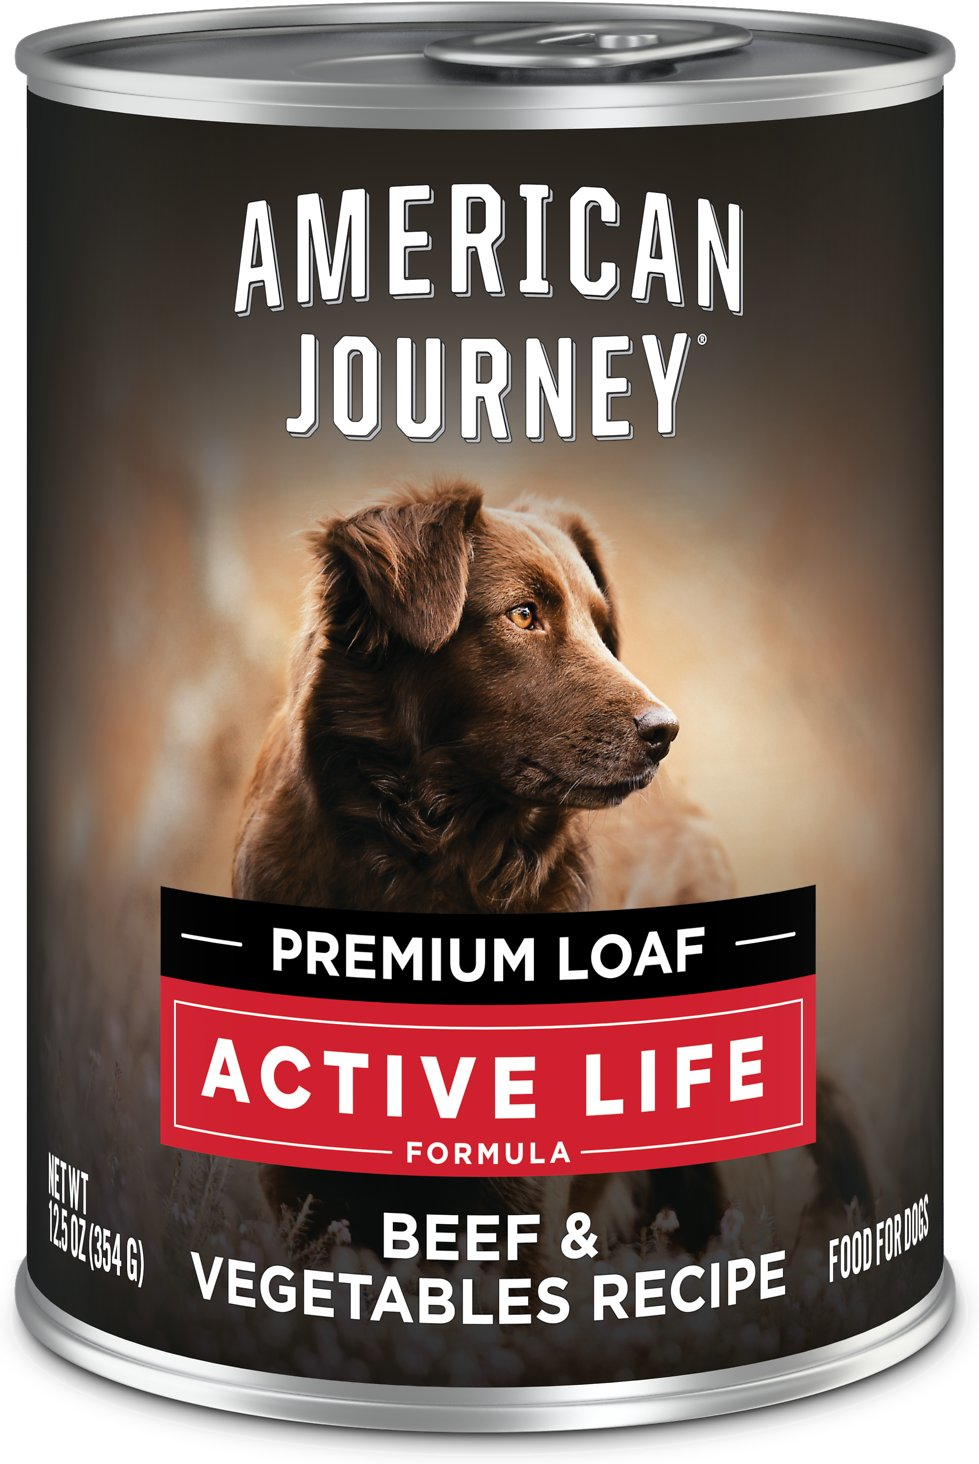 AMERICAN
JOURNEY®
PREMIUM LOAF
ACTIVE LIFE
FORMULA
BEEF &
VEGETABLES RECIPE
NET WT
12.5 OZ (354 G)
FOOD FOR DOGS